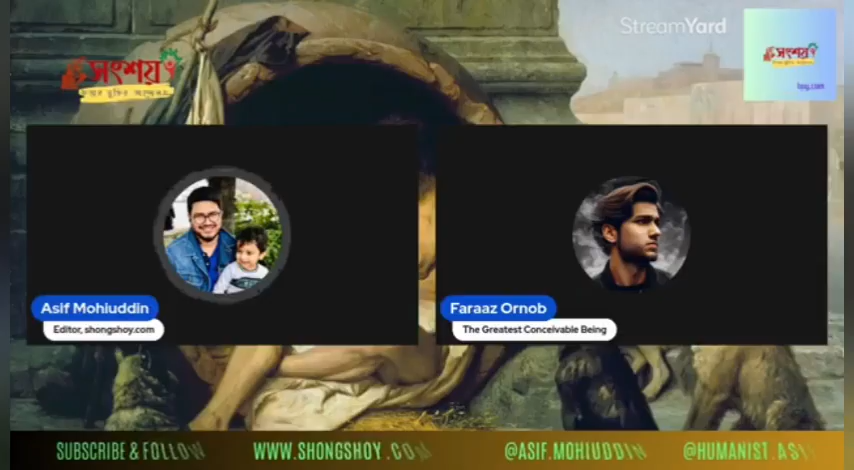 StreamYard
সংশয়
সংশয়
Asif Mohiuddin
Editor, shongshoy.com
Faraaz Ornob
The Greatest Conceivable Being
SUBSCRIBE & FOLLOW
WWW.SHONGSHOY.COM
@ASIF.MOHIUDDIN
@HUMANIST.ASI